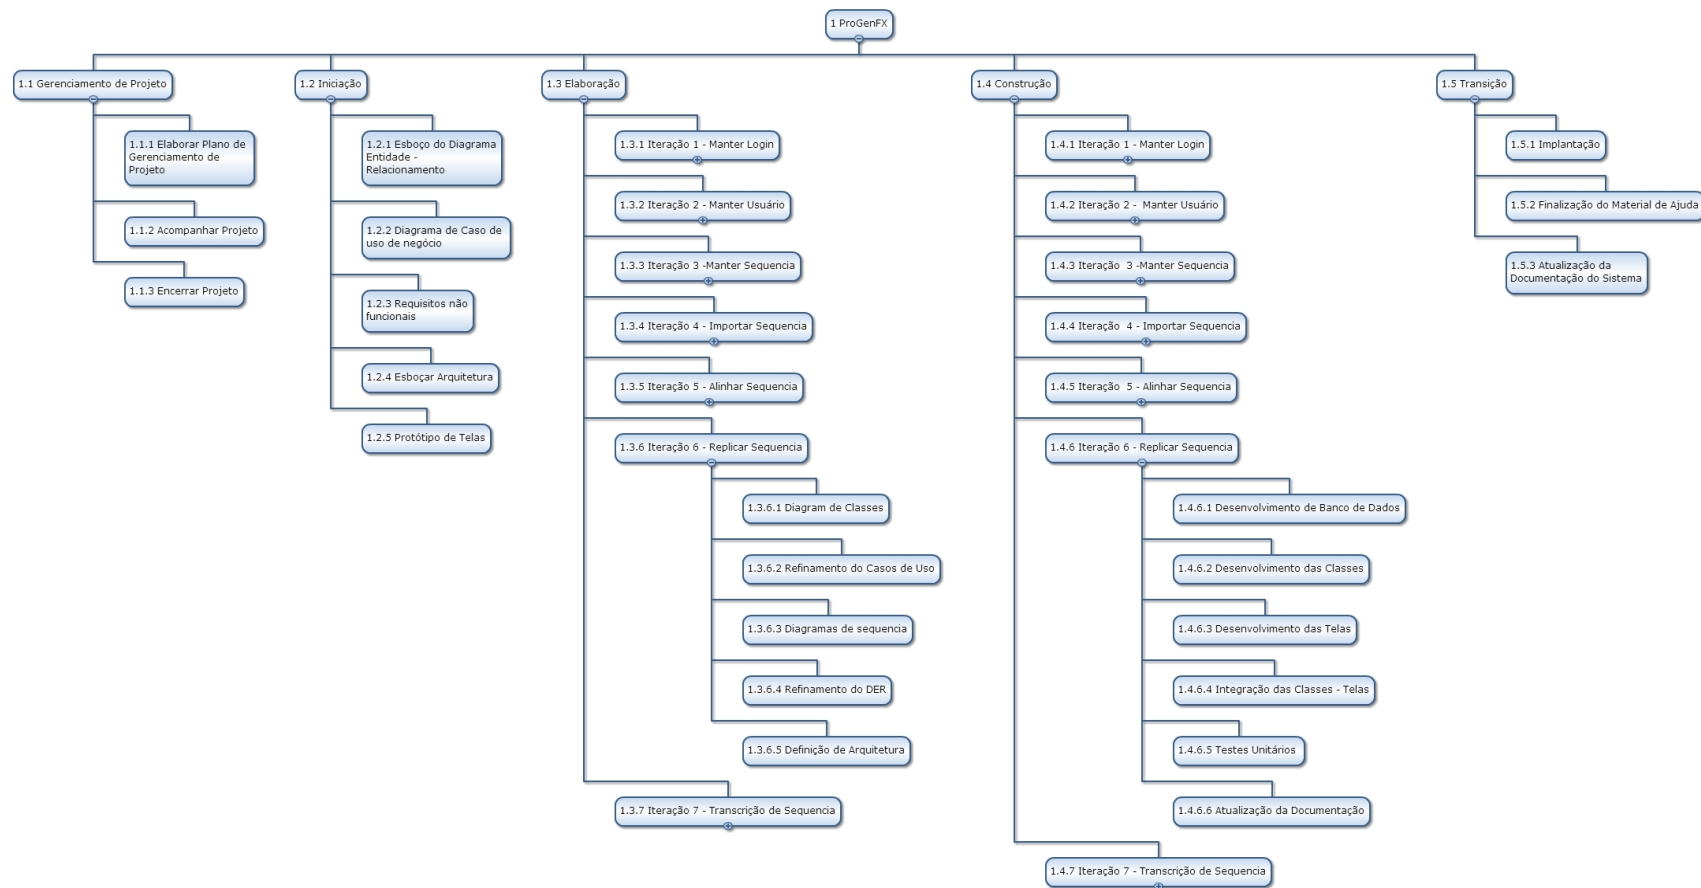 1 ProGenFX
1.1 Gerenciamento de Projeto
1.1.1 Elaborar Plano de
Gerenciamento de
Projeto
1.1.2 Acompanhar Projeto
1.1.3 Encerrar Projeto
1.2 Iniciação
1.2.1 Esboço do Diagrama
Entidade -
Relacionamento
1.2.2 Diagrama de Caso de
uso de negócio
1.2.3 Requisitos não
funcionais
1.2.4 Esboçar Arquitetura
1.2.5 Protótipo de Telas
1.3 Elaboração
1.3.1 Iteração 1 - Manter Login
1.3.2 Iteração 2 - Manter Usuário
1.3.3 Iteração 3 -Manter Sequencia
1.3.4 Iteração 4 - Importar Sequencia
1.3.5 Iteração 5 - Alinhar Sequencia
1.3.6 Iteração 6 - Replicar Sequencia
1.3.6.1 Diagram de Classes
1.3.6.2 Refinamento do Casos de Uso
1.3.6.3 Diagramas de sequencia
1.3.6.4 Refinamento do DER
1.3.6.5 Definição de Arquitetura
1.3.7 Iteração 7 - Transcrição de Sequencia
1.4 Construção
1.4.1 Iteração 1 - Manter Login
1.4.2 Iteração 2 -  Manter Usuário
1.4.3 Iteração  3 -Manter Sequencia
1.4.4 Iteração  4 - Importar Sequencia
1.4.5 Iteração  5 - Alinhar Sequencia
1.4.6 Iteração 6 - Replicar Sequencia
1.4.6.1 Desenvolvimento de Banco de Dados
1.4.6.2 Desenvolvimento das Classes
1.4.6.3 Desenvolvimento das Telas
1.4.6.4 Integração das Classes - Telas
1.4.6.5 Testes Unitários
1.4.6.6 Atualização da Documentação
1.4.7 Iteração 7 - Transcrição de Sequencia
1.5 Transição
1.5.1 Implantação
1.5.2 Finalização do Material de Ajuda
1.5.3 Atualização da
Documentação do Sistema